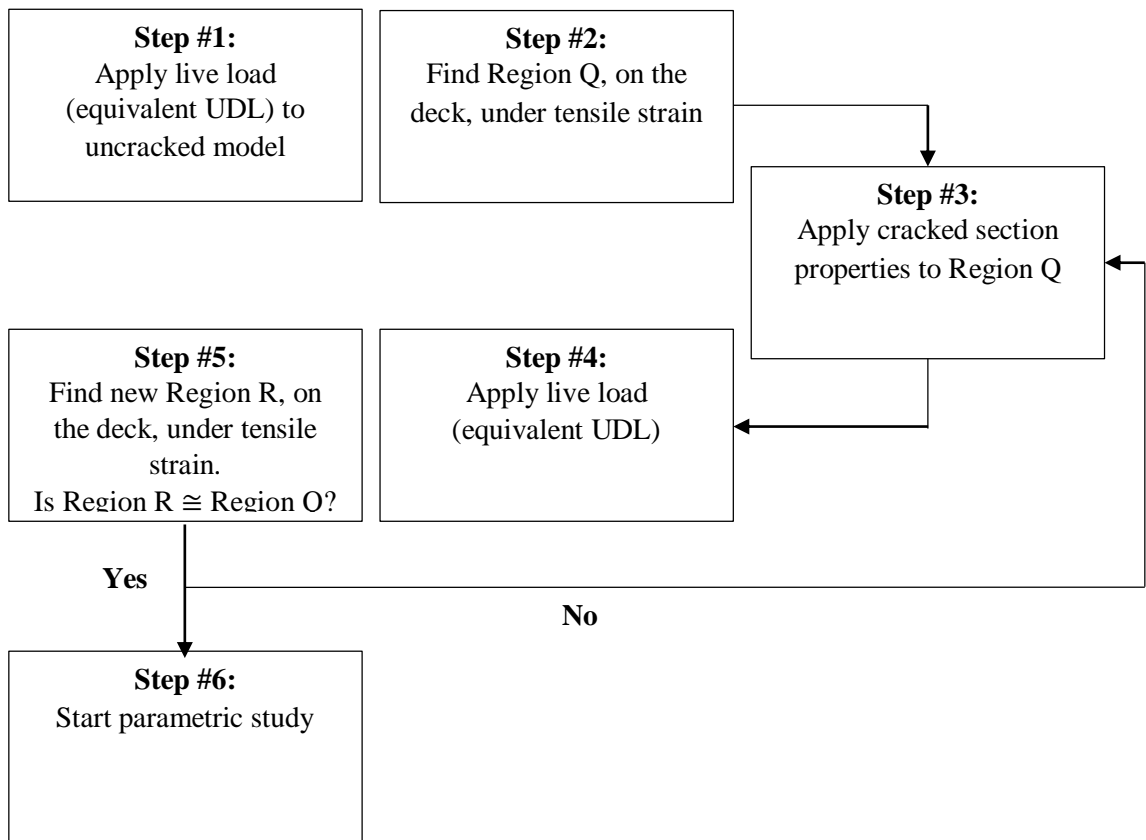 Step #1:
Apply live load
(equivalent UDL) to
uncracked model
Step #2:
Find Region Q, on the
deck, under tensile strain
Step #3:
Apply cracked section
properties to Region Q
Step #5:
Find new Region R, on
the deck, under tensile
strain.
Is Region R ≅ Region Q?
Step #4:
Apply live load
(equivalent UDL)
Yes
No
Step #6:
Start parametric study